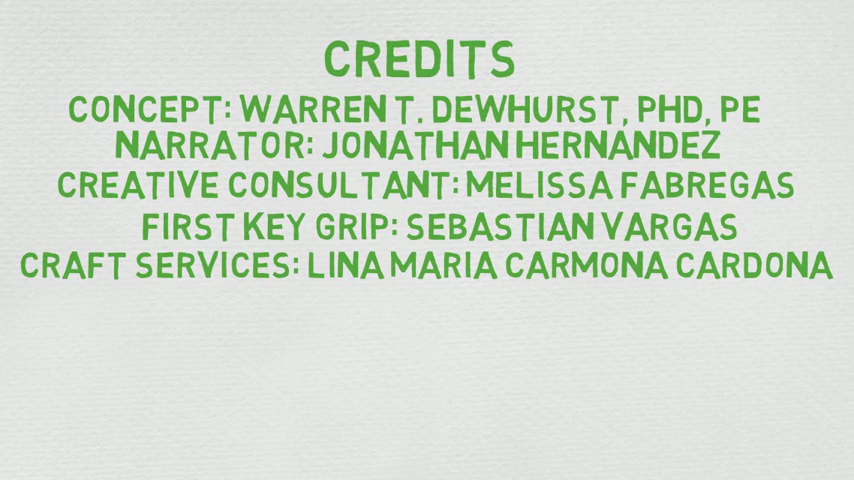 CREDITS
CONCEPT: WARREN T. DEWHURST, PHD, PE
NARRATOR: JONATHAN HERNANDEZ
CREATIVE CONSULTANT: MELISSA FABREGAS
FIRST KEY GRIP: SEBASTIAN VARGAS
CRAFT SERVICES: LINA MARIA CARMONA CARDONA